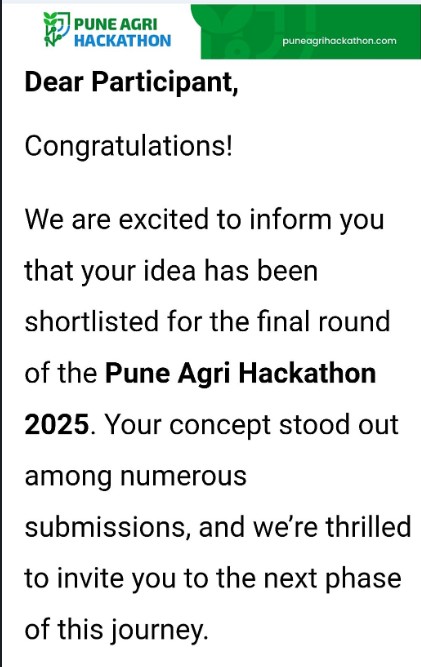 PUNE AGRI
HACKATHON
puneagrihackathon.com
Dear Participant,
Congratulations!
We are excited to inform you
that your idea has been
shortlisted for the final round
of the Pune Agri Hackathon
2025. Your concept stood out
among numerous
submissions, and we’re thrilled
to invite you to the next phase
of this journey.